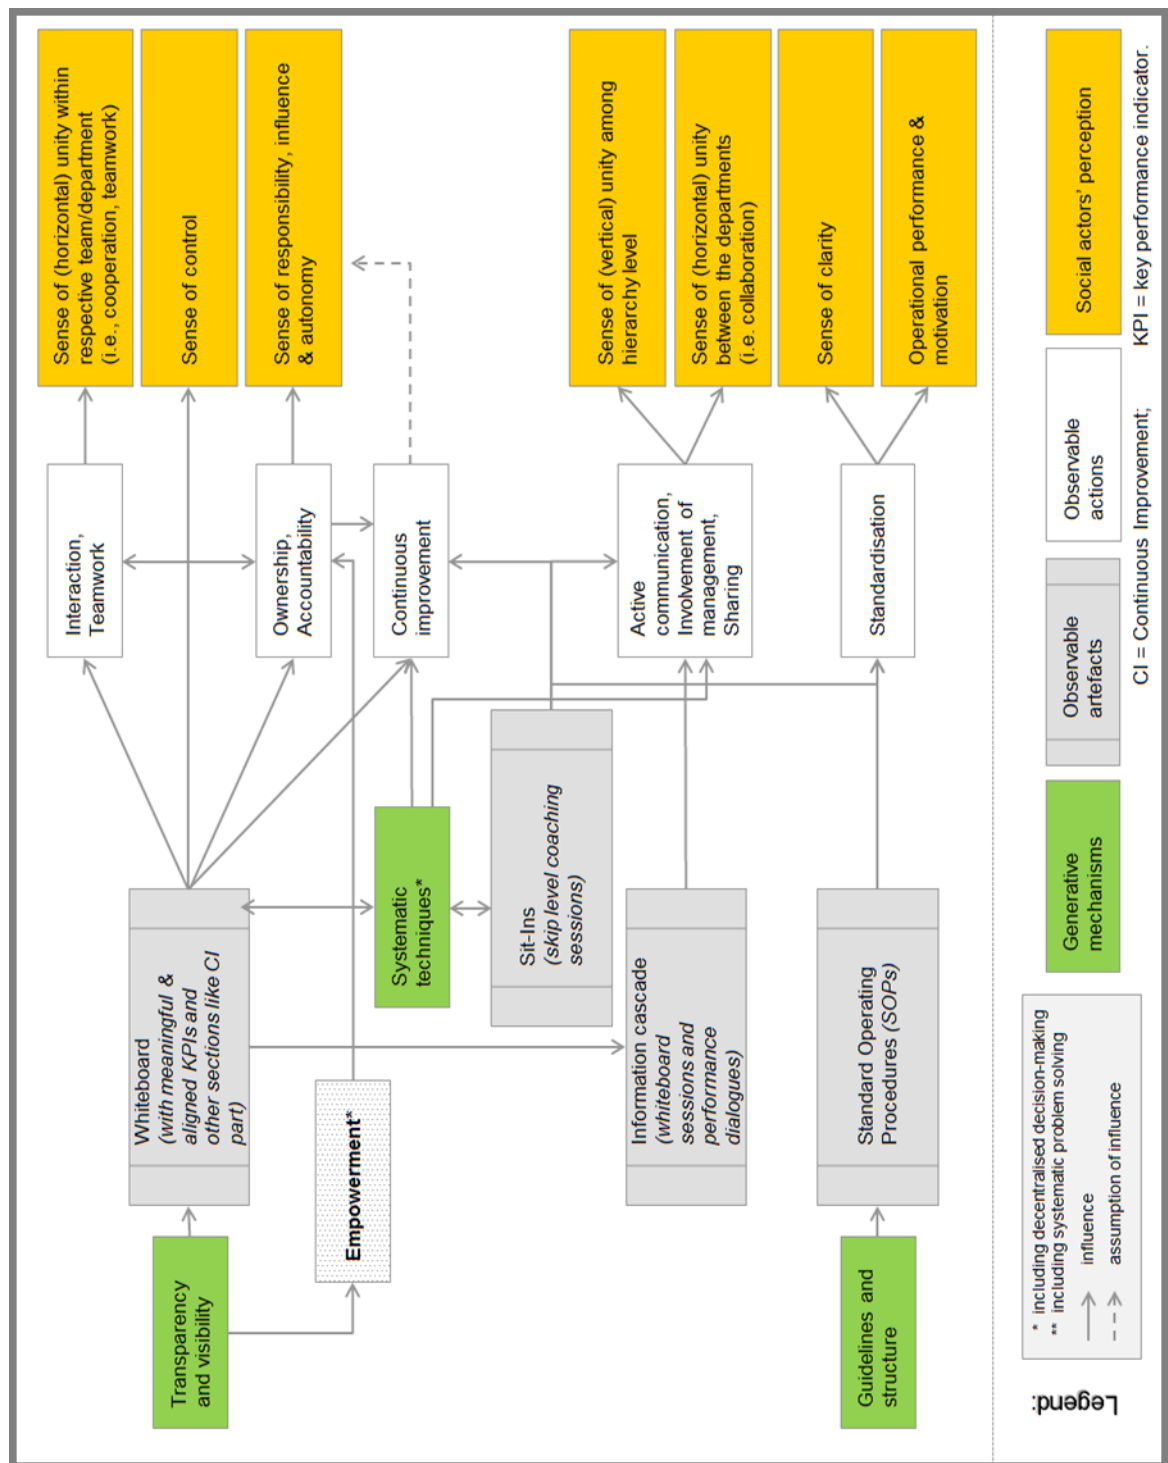 Transparency
and visibility
Guidelines and
structure
Whiteboard
(with meaningful &
aligned KPIs and
other sections like CI
part)
Empowerment*
Systematic
techniques*
Sit-Ins
(skip level coaching
sessions)
Information cascade
(whiteboard
sessions and
performance
dialogues)
Standard Operating
Procedures (SOPs)
Interaction,
Teamwork
Ownership,
Accountability
Continuous
improvement
Active
communication,
Involvement of
management,
Sharing
Standardisation
Sense of (horizontal) unity within
respective team/department
(i.e., cooperation, teamwork)
Sense of control
Sense of responsibility, influence
& autonomy
Sense of (vertical) unity among
hierarchy level
Sense of (horizontal) unity
between the departments
(i.e. collaboration)
Sense of clarity
Operational performance &
motivation
Legend:
* including decentralised decision-making
** including systematic problem solving
influence
assumption of influence
Generative
mechanisms
Observable
artefacts
Observable
actions
Social actors' perception
CI = Continuous Improvement; KPI = key performance indicator.